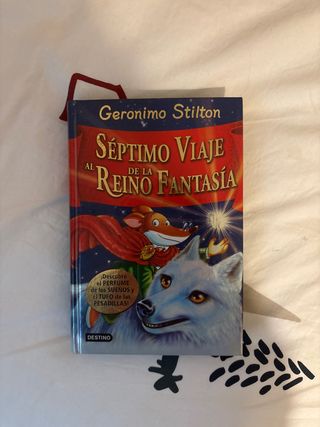 Geronimo Stilton
SÉPTIMO VIAJE
AL REINO DE LA FANTASÍA
¡Descubre
el PERFUME
de los SUEÑOS y
el TUFO de las
PESADILLAS!
DESTINO